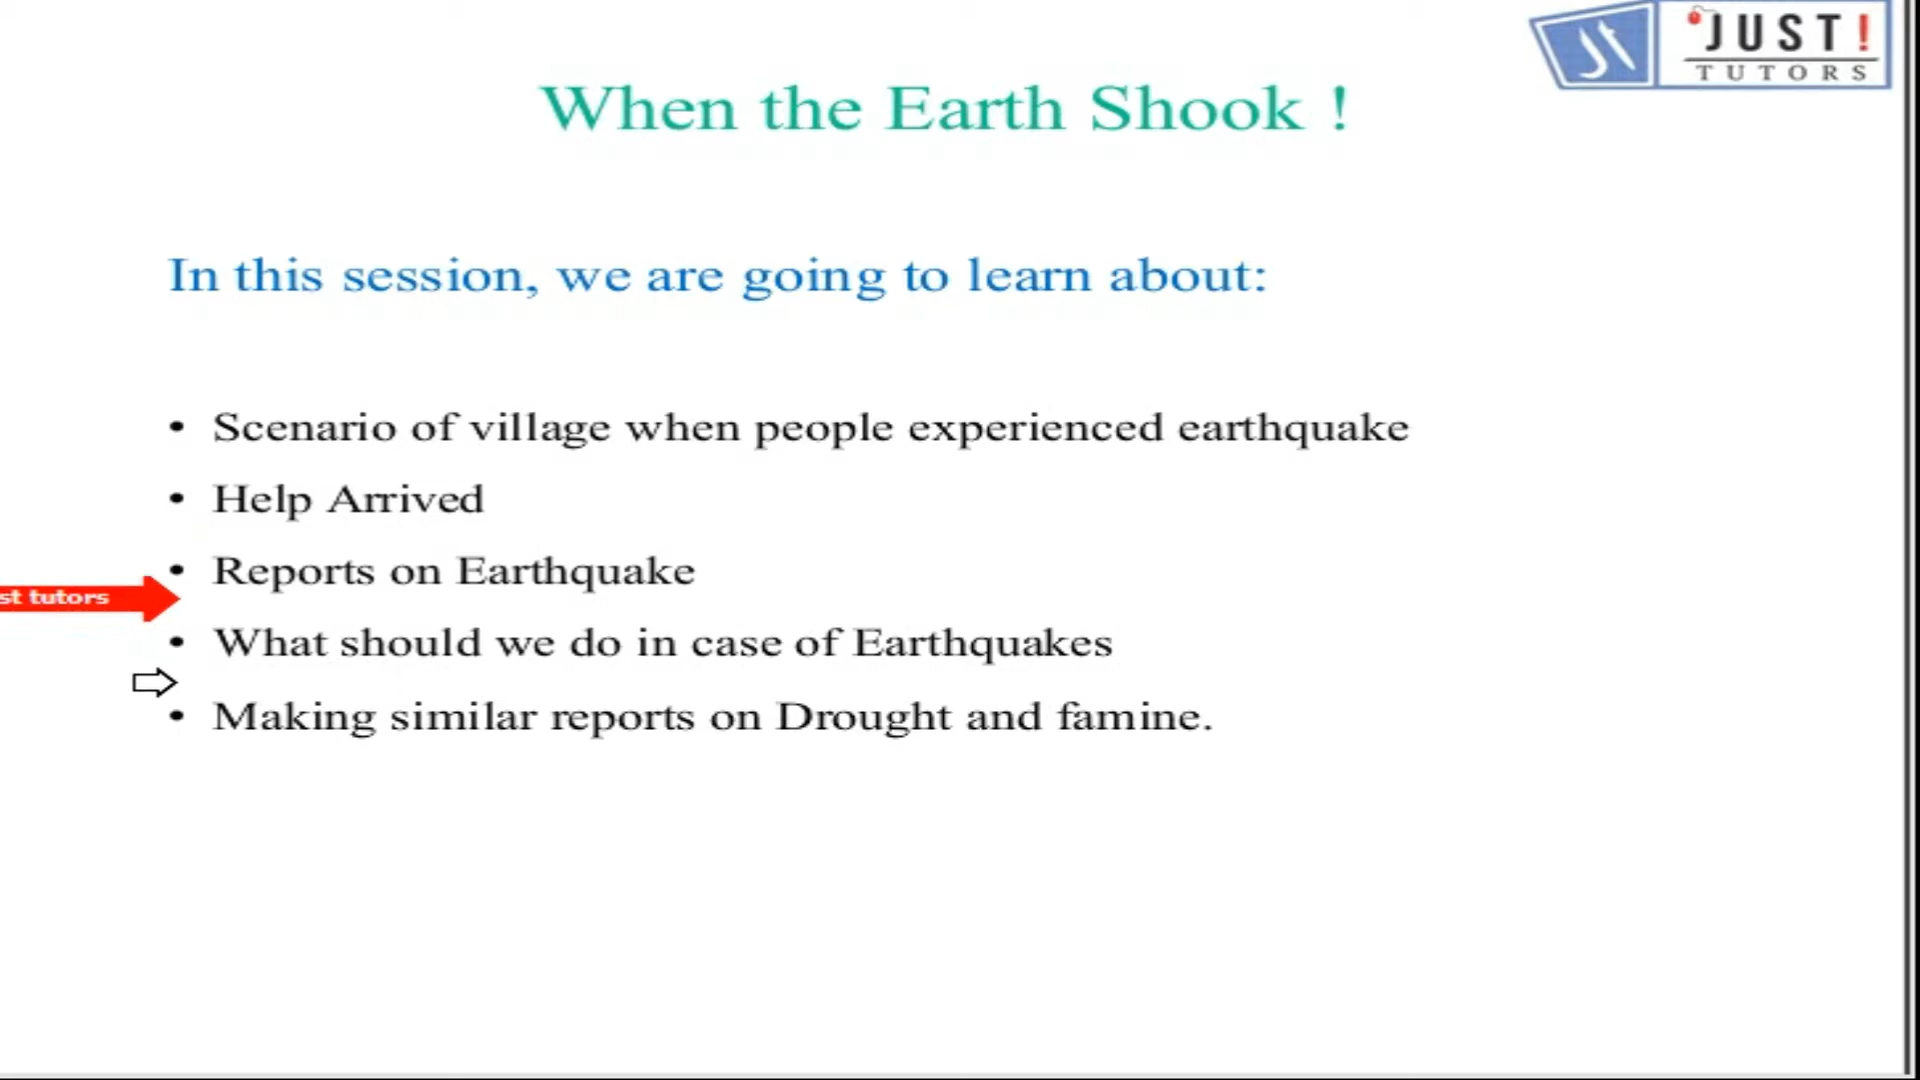 JUST!
TUTORS
When the Earth Shook !
In this session, we are going to learn about:
• Scenario of village when people experienced earthquake
• Help Arrived
• Reports on Earthquake
st tutors
• What should we do in case of Earthquakes
• Making similar reports on Drought and famine.